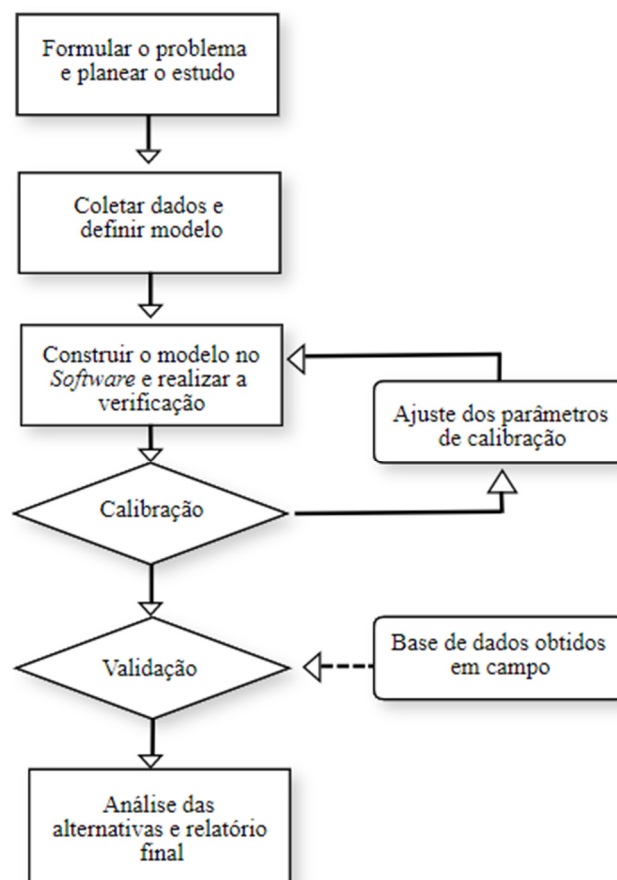 Formular o problema
e planear o estudo
Coletar dados e
definir modelo
Construir o modelo no
Software e realizar a
verificação
Ajuste dos parâmetros
de calibração
Calibração
Validação
Base de dados obtidos
em campo
Análise das
alternativas e relatório
final